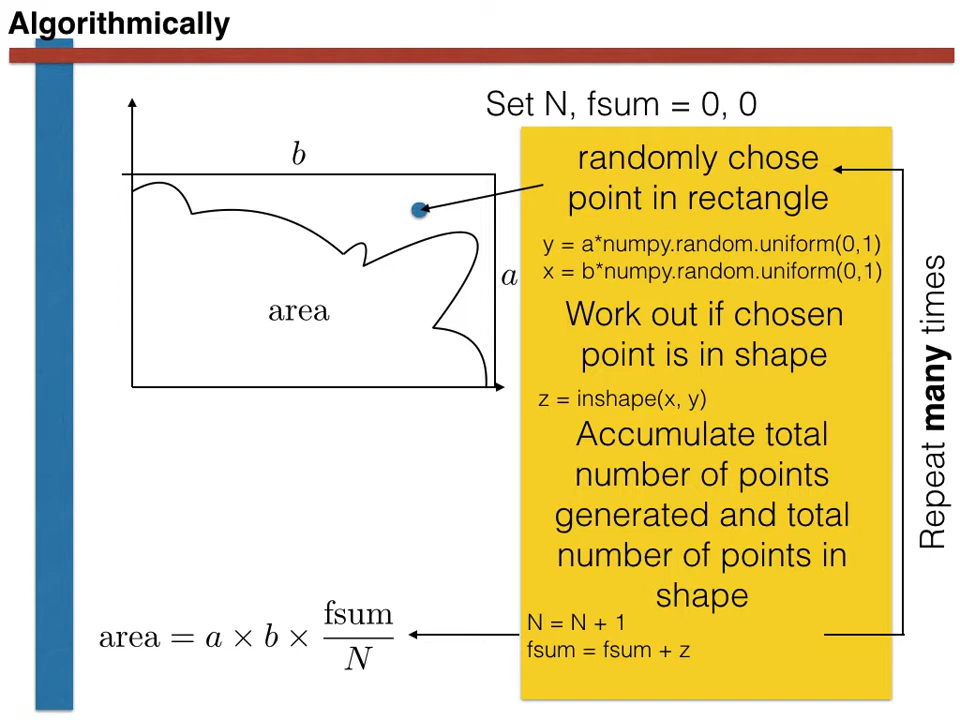 Algorithmically
Set N, fsum = 0, 0
b
a
area
randomly chose
point in rectangle
y = a*numpy.random.uniform(0,1)
x = b*numpy.random.uniform(0,1)
Work out if chosen
point is in shape
z = inshape(x, y)
Accumulate total
number of points
generated and total
number of points in
shape
N = N + 1
fsum = fsum + z
Repeat many times
area = a × b × fsum
N